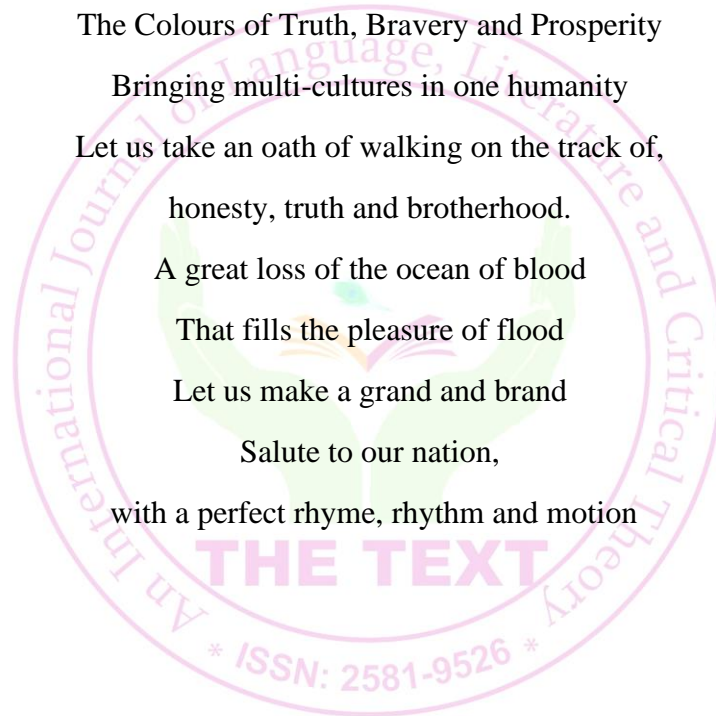 The Colours of Truth, Bravery and Prosperity
Bringing multi-cultures in one humanity
Let us take an oath of walking on the track of,
honesty, truth and brotherhood.
A great loss of the ocean of blood
That fills the pleasure of flood
Let us make a grand and brand
Salute to our nation,
with a perfect rhyme, rhythm and motion
An International Journal of Language, Literature and Critical Theory
THE TEXT
* ISSN: 2581-9526 *